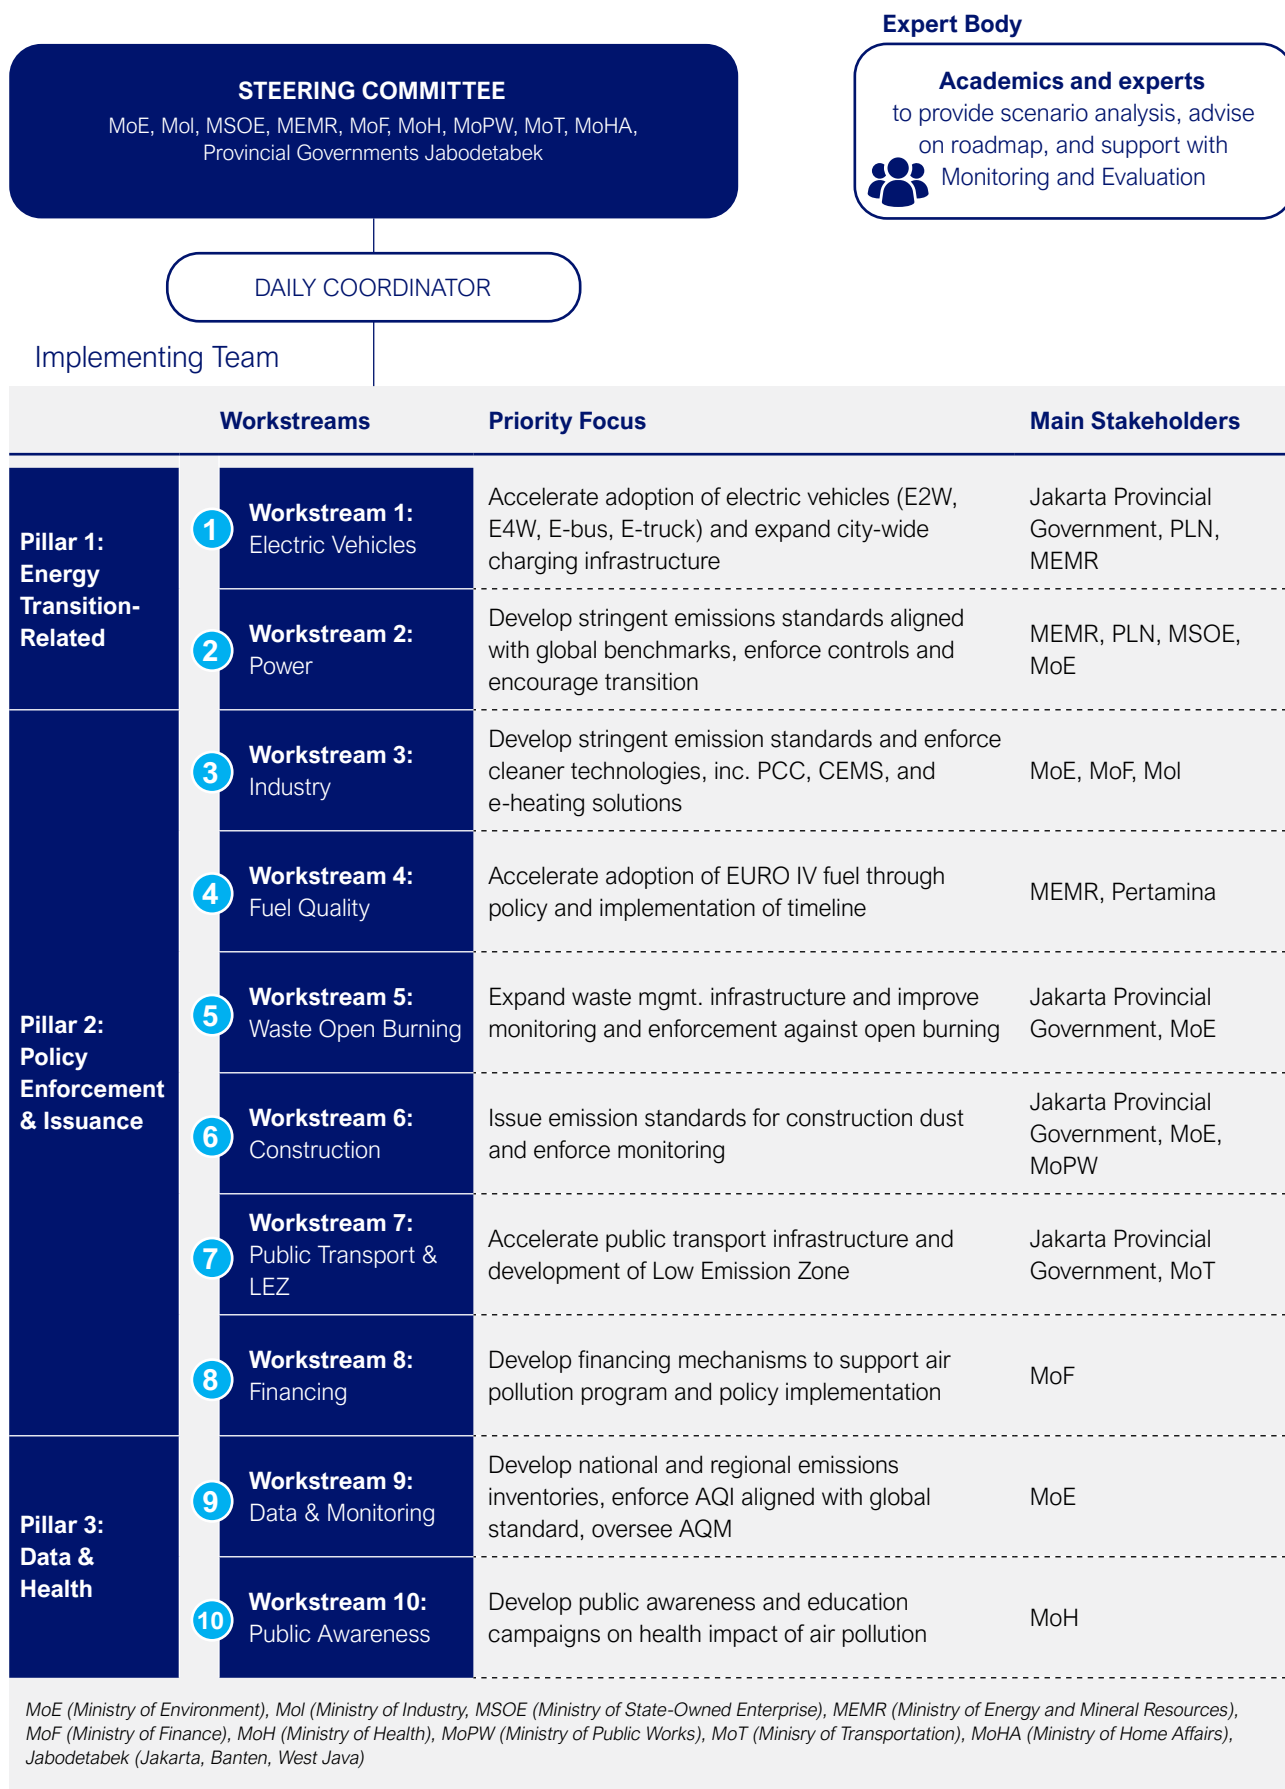 Expert Body
STEERING COMMITTEE
MoE, MoI, MSOE, MEMR, MoF, MoH, MoPW, MoT, MoHA,
Provincial Governments Jabodetabek
Academics and experts
to provide scenario analysis, advise
on roadmap, and support with
Monitoring and Evaluation
DAILY COORDINATOR
Implementing Team
Workstreams
Priority Focus
Main Stakeholders
Pillar 1:
Energy
Transition-
Related
1
Workstream 1:
Electric Vehicles
Accelerate adoption of electric vehicles (E2W,
E4W, E-bus, E-truck) and expand city-wide
charging infrastructure
Jakarta Provincial
Government, PLN,
MEMR
2
Workstream 2:
Power
Develop stringent emissions standards aligned
with global benchmarks, enforce controls and
encourage transition
MEMR, PLN, MSOE,
MoE
Pillar 2:
Policy
Enforcement
& Issuance
3
Workstream 3:
Industry
Develop stringent emission standards and enforce
cleaner technologies, inc. PCC, CEMS, and
e-heating solutions
MoE, MoF, MoI
4
Workstream 4:
Fuel Quality
Accelerate adoption of EURO IV fuel through
policy and implementation of timeline
MEMR, Pertamina
5
Workstream 5:
Waste Open Burning
Expand waste mgmt. infrastructure and improve
monitoring and enforcement against open burning
Jakarta Provincial
Government, MoE
6
Workstream 6:
Construction
Issue emission standards for construction dust
and enforce monitoring
Jakarta Provincial
Government, MoE,
MoPW
7
Workstream 7:
Public Transport &
LEZ
Accelerate public transport infrastructure and
development of Low Emission Zone
Jakarta Provincial
Government, MoT
8
Workstream 8:
Financing
Develop financing mechanisms to support air
pollution program and policy implementation
MoF
Pillar 3:
Data &
Health
9
Workstream 9:
Data & Monitoring
Develop national and regional emissions
inventories, enforce AQI aligned with global
standard, oversee AQM
MoE
10
Workstream 10:
Public Awareness
Develop public awareness and education
campaigns on health impact of air pollution
MoH
MoE (Ministry of Environment), MoI (Ministry of Industry, MSOE (Ministry of State-Owned Enterprise), MEMR (Ministry of Energy and Mineral Resources),
MoF (Ministry of Finance), MoH (Ministry of Health), MoPW (Ministry of Public Works), MoT (Minisry of Transportation), MoHA (Ministry of Home Affairs),
Jabodetabek (Jakarta, Banten, West Java)